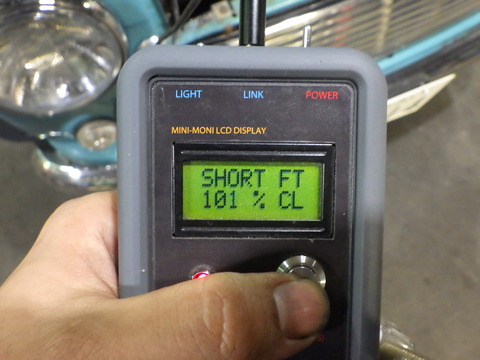 LIGHT LINK POWER
MINI-MONI LCD DISPLAY
SHORT FT
101 % CL